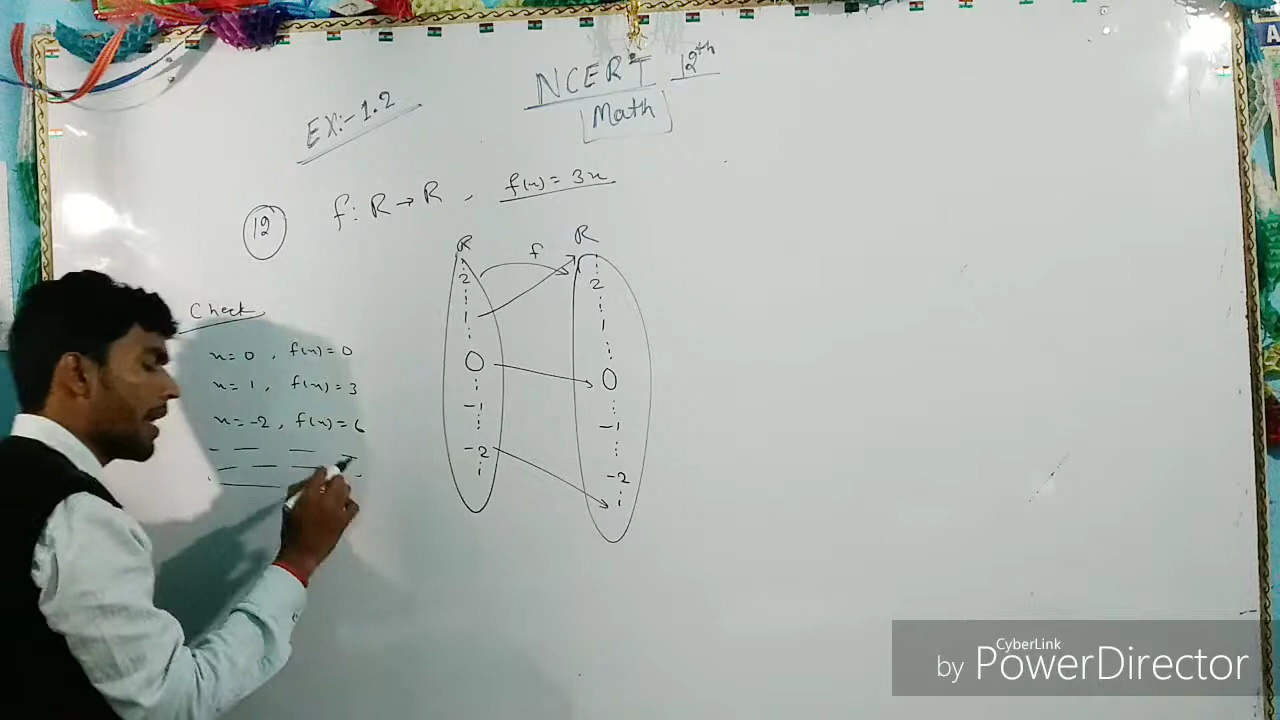 NCERT 12th
Math
EX:- 1.2
12 f: R → R , f(x) = 3x
Check
x=0 , f(x)=0
x= 1 , f(x)=3
x=-2 , f(x)=6
R f R
2
1
0
-1
-2
2
1
0
-1
-2
CyberLink
by PowerDirector